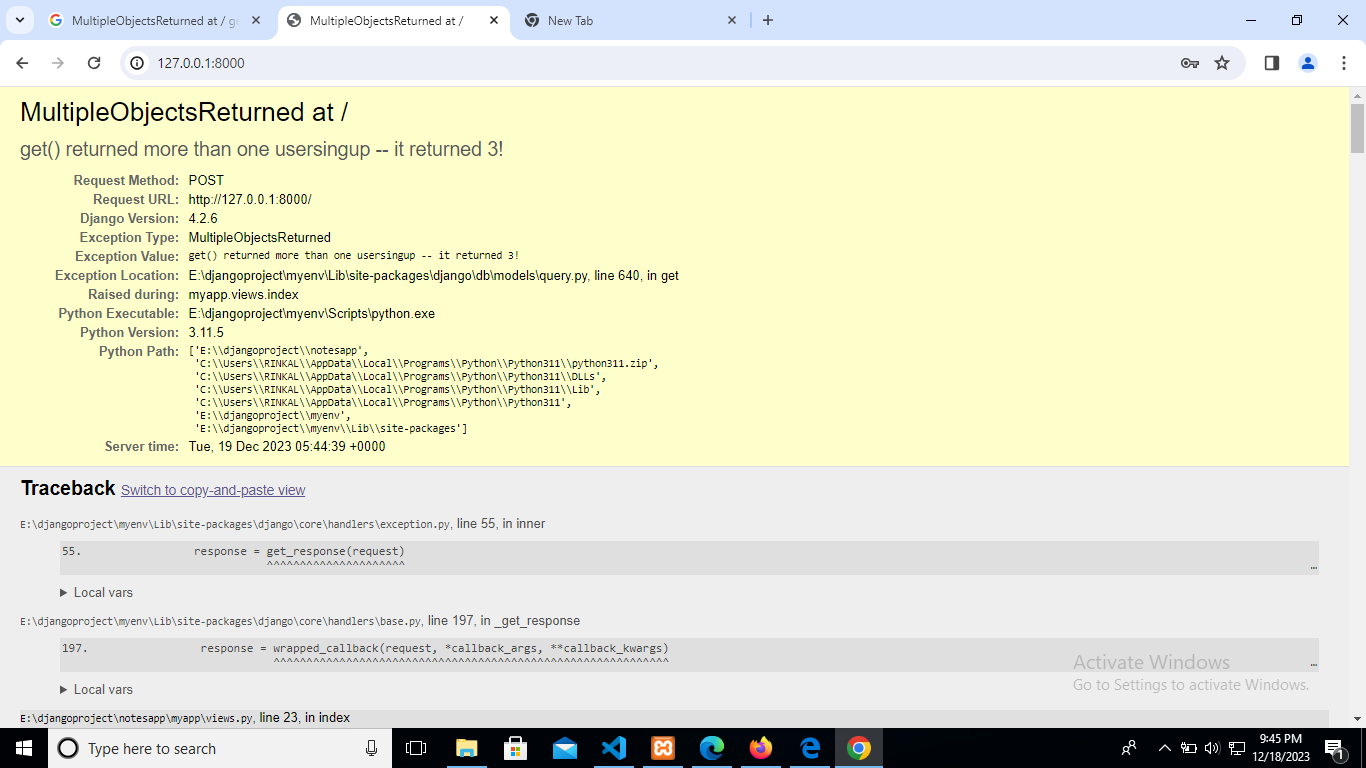 MultipleObjectsReturned at / ge
MultipleObjectsReturned at /
New Tab
127.0.0.1:8000
MultipleObjectsReturned at /
get() returned more than one usersingup -- it returned 3!
Request Method: POST
Request URL: http://127.0.0.1:8000/
Django Version: 4.2.6
Exception Type: MultipleObjectsReturned
Exception Value: get() returned more than one usersingup -- it returned 3!
Exception Location: E:\djangoproject\myenv\Lib\site-packages\django\db\models\query.py, line 640, in get
Raised during: myapp.views.index
Python Executable: E:\djangoproject\myenv\Scripts\python.exe
Python Version: 3.11.5
Python Path: ['E:\\djangoproject\\notesapp',
'C:\\Users\\RINKAL\\AppData\\Local\\Programs\\Python\\Python311\\python311.zip',
'C:\\Users\\RINKAL\\AppData\\Local\\Programs\\Python\\Python311\\DLLs',
'C:\\Users\\RINKAL\\AppData\\Local\\Programs\\Python\\Python311\\Lib',
'C:\\Users\\RINKAL\\AppData\\Local\\Programs\\Python\\Python311',
'E:\\djangoproject\\myenv',
'E:\\djangoproject\\myenv\\Lib\\site-packages']
Server time: Tue, 19 Dec 2023 05:44:39 +0000
Traceback Switch to copy-and-paste view
E:\djangoproject\myenv\Lib\site-packages\django\core\handlers\exception.py, line 55, in inner
55. response = get_response(request)
^^^^^^^^^^^^^^^^^^^^^ …
Local vars
E:\djangoproject\myenv\Lib\site-packages\django\core\handlers\base.py, line 197, in _get_response
197. response = wrapped_callback(request, *callback_args, **callback_kwargs)
^^^^^^^^^^^^^^^^^^^^^^^^^^^^^^^^^^^^^^^^^^^^^^^^^^^^^^^^^^^^ …
Local vars
E:\djangoproject\notesapp\myapp\views.py, line 23, in index
Activate Windows
Go to Settings to activate Windows.
Type here to search
9:45 PM
12/18/2023
1